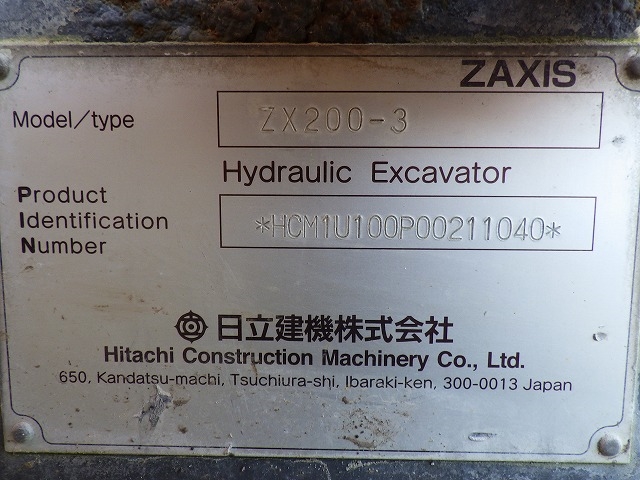 ZAXIS
Model/type
ZX200-3
Hydraulic Excavator
Product
Identification
Number
*HCM1U100P00211040*
日立建機株式会社
Hitachi Construction Machinery Co., Ltd.
650, Kandatsu-machi, Tsuchiura-shi, Ibaraki-ken, 300-0013 Japan